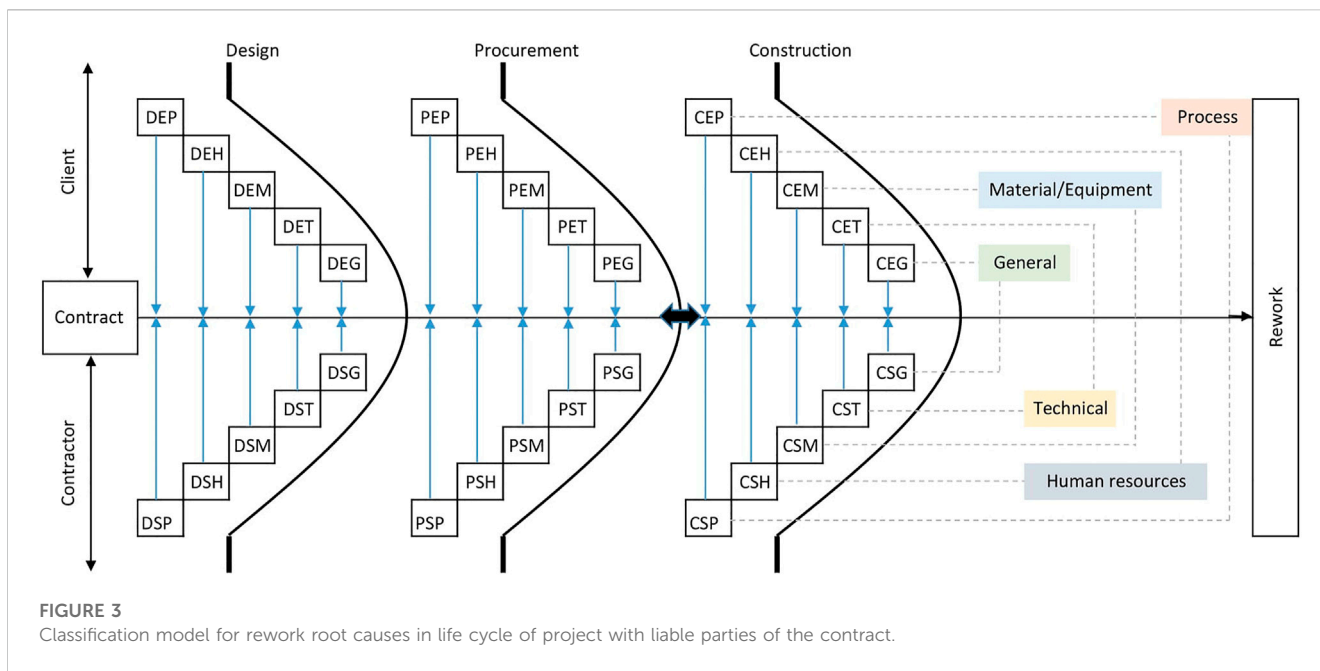 Design
Procurement
Construction
Client
Contractor
Contract
DEP
DEH
DEM
DET
DEG
DSG
DST
DSM
DSH
DSP
PEP
PEH
PEM
PET
PEG
PSG
PST
PSM
PSH
PSP
CEP
CEH
CEM
CET
CEG
CSG
CST
CSM
CSH
CSP
Process
Material/Equipment
General
Technical
Human resources
Rework
FIGURE 3
Classification model for rework root causes in life cycle of project with liable parties of the contract.